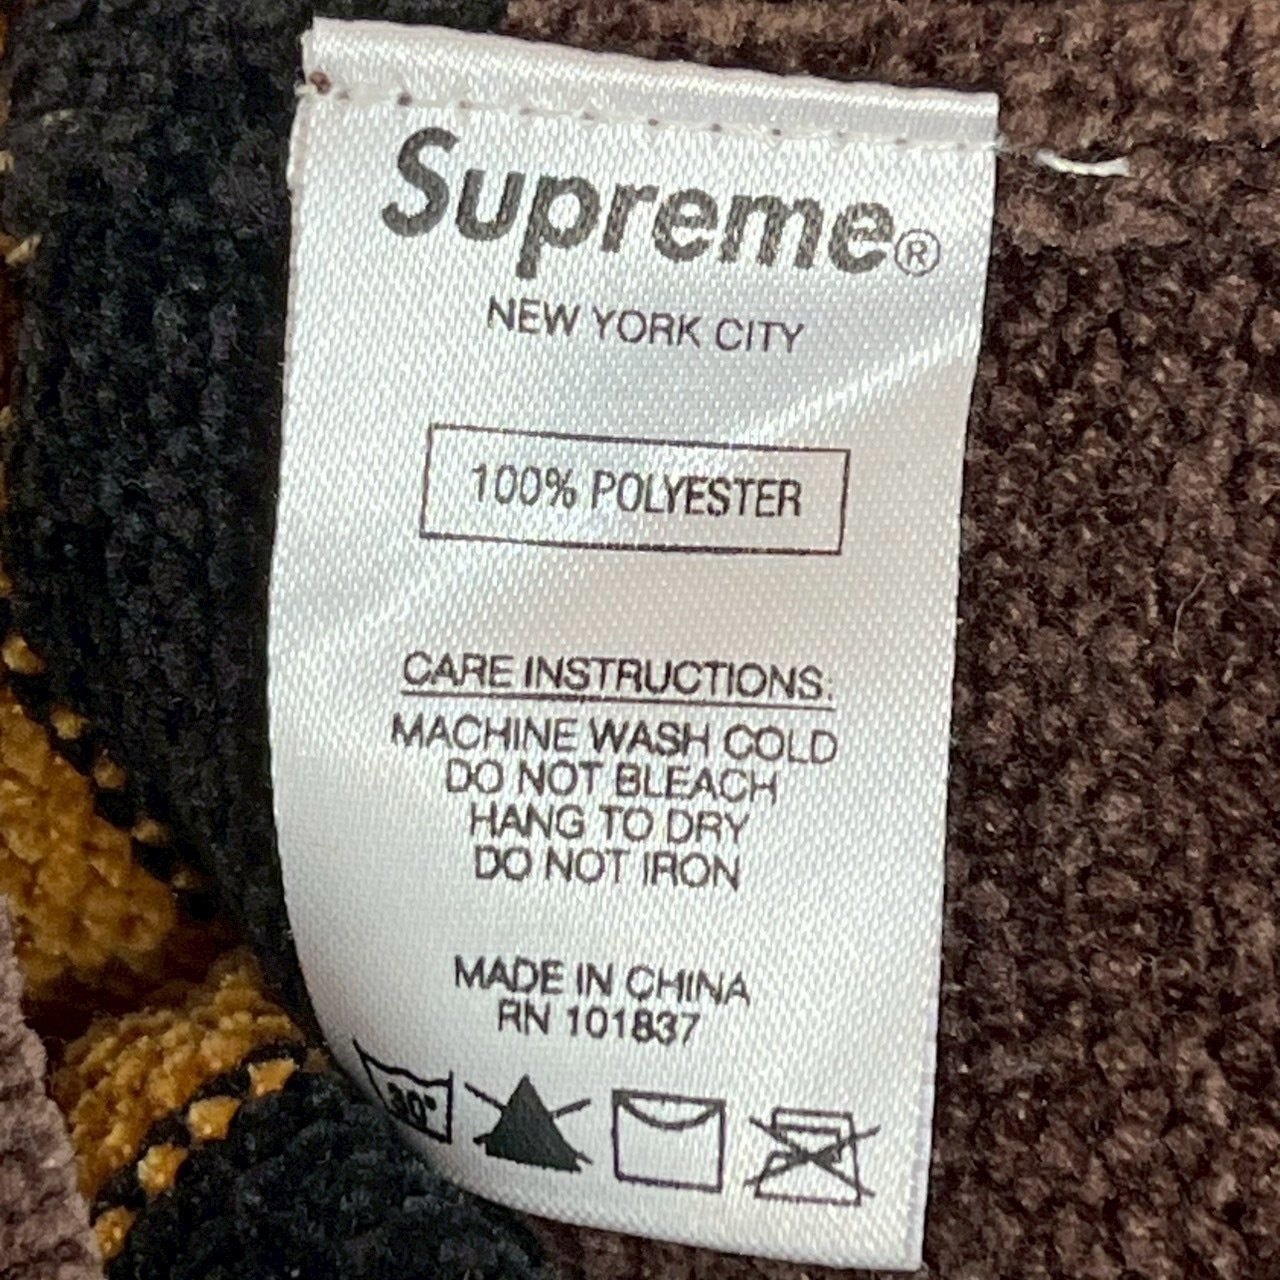 Supreme®
NEW YORK CITY
100% POLYESTER
CARE INSTRUCTIONS:
MACHINE WASH COLD
DO NOT BLEACH
HANG TO DRY
DO NOT IRON
MADE IN CHINA
RN 101837
30°